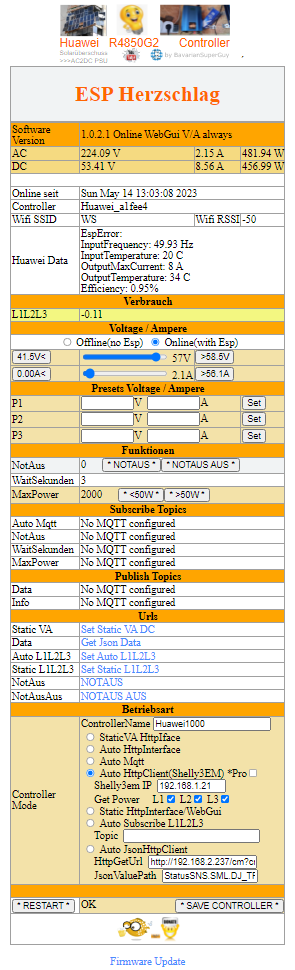 Huawei R4850G2 Controller
Solarüberschuss
>>>AC2DC PSU
by BavarianSuperGuy
.
ESP Herzschlag
Software Version 1.0.2.1 Online WebGui V/A always
AC 224.09 V 2.15 A 481.94 W
DC 53.41 V 8.56 A 456.99 W
Online seit Sun May 14 13:03:08 2023
Controller Huawei_a1fee4
Wifi SSID WS Wifi RSSI -50
Huawei Data
EspError:
InputFrequency: 49.93 Hz
InputTemperature: 20 C
OutputMaxCurrent: 8 A
OutputTemperature: 34 C
Efficiency: 0.95%
Verbrauch
L1L2L3 -0.11
Voltage / Ampere
Offline(no Esp) Online(with Esp)
41.5V< 57V >58.5V
0.00A< 2.1A >56.1A
Presets Voltage / Ampere
P1 V A Set
P2 V A Set
P3 V A Set
Funktionen
NotAus 0 * NOTAUS * * NOTAUS AUS *
WaitSekunden 3
MaxPower 2000 * <50W * * >50W *
Subscribe Topics
Auto Mqtt No MQTT configured
NotAus No MQTT configured
WaitSekunden No MQTT configured
MaxPower No MQTT configured
Publish Topics
Data No MQTT configured
Info No MQTT configured
Urls
Static VA Set Static VA DC
Data Get Json Data
Auto L1L2L3 Set Auto L1L2L3
Static L1L2L3 Set Static L1L2L3
NotAus NOTAUS
NotAusAus NOTAUS AUS
Betriebsart
Controller Mode
ControllerName Huawei1000
StaticVA HttpIface
Auto HttpInterface
Auto Mqtt
Auto HttpClient(Shelly3EM) *Pro
Shelly3em IP 192.168.1.21
Get Power L1 L2 L3
Static HttpInterface/WebGui
Auto Subscribe L1L2L3
Topic
Auto JsonHttpClient
HttpGetUrl http://192.168.2.237/cm?c
JsonValuePath StatusSNS.SML.DJ_TF
* RESTART * OK * SAVE CONTROLLER *
Firmware Update